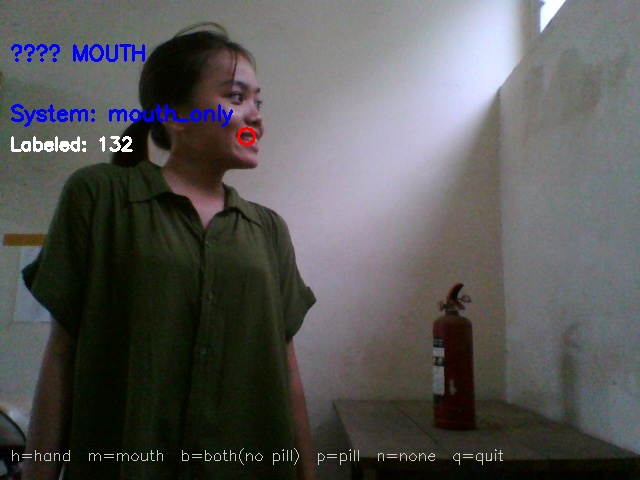 ???? MOUTH
System: mouth_only
Labeled: 132
h=hand m=mouth b=both(no pill) p=pill n=none q=quit